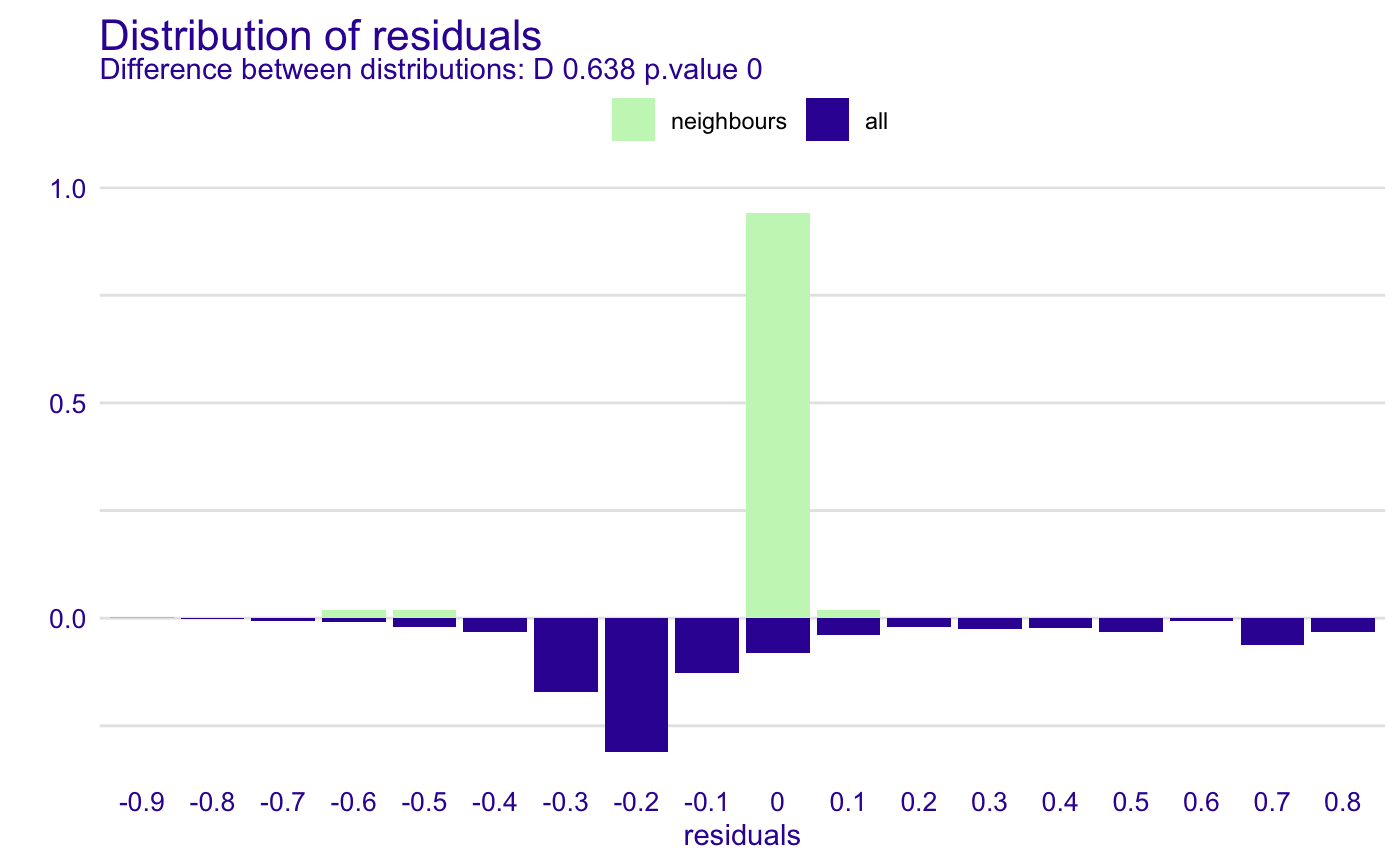 Distribution of residuals
Difference between distributions: D 0.638 p.value 0
neighbours all
1.0
0.5
0.0
-0.9 -0.8 -0.7 -0.6 -0.5 -0.4 -0.3 -0.2 -0.1 0 0.1 0.2 0.3 0.4 0.5 0.6 0.7 0.8
residuals